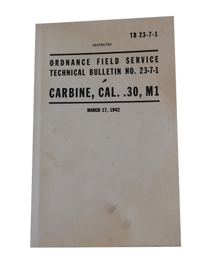 TB 23-7-1
RESTRICTED
ORDNANCE FIELD SERVICE
TECHNICAL BULLETIN NO. 23-7-1
CARBINE, CAL. .30, M1
MARCH 17, 1942